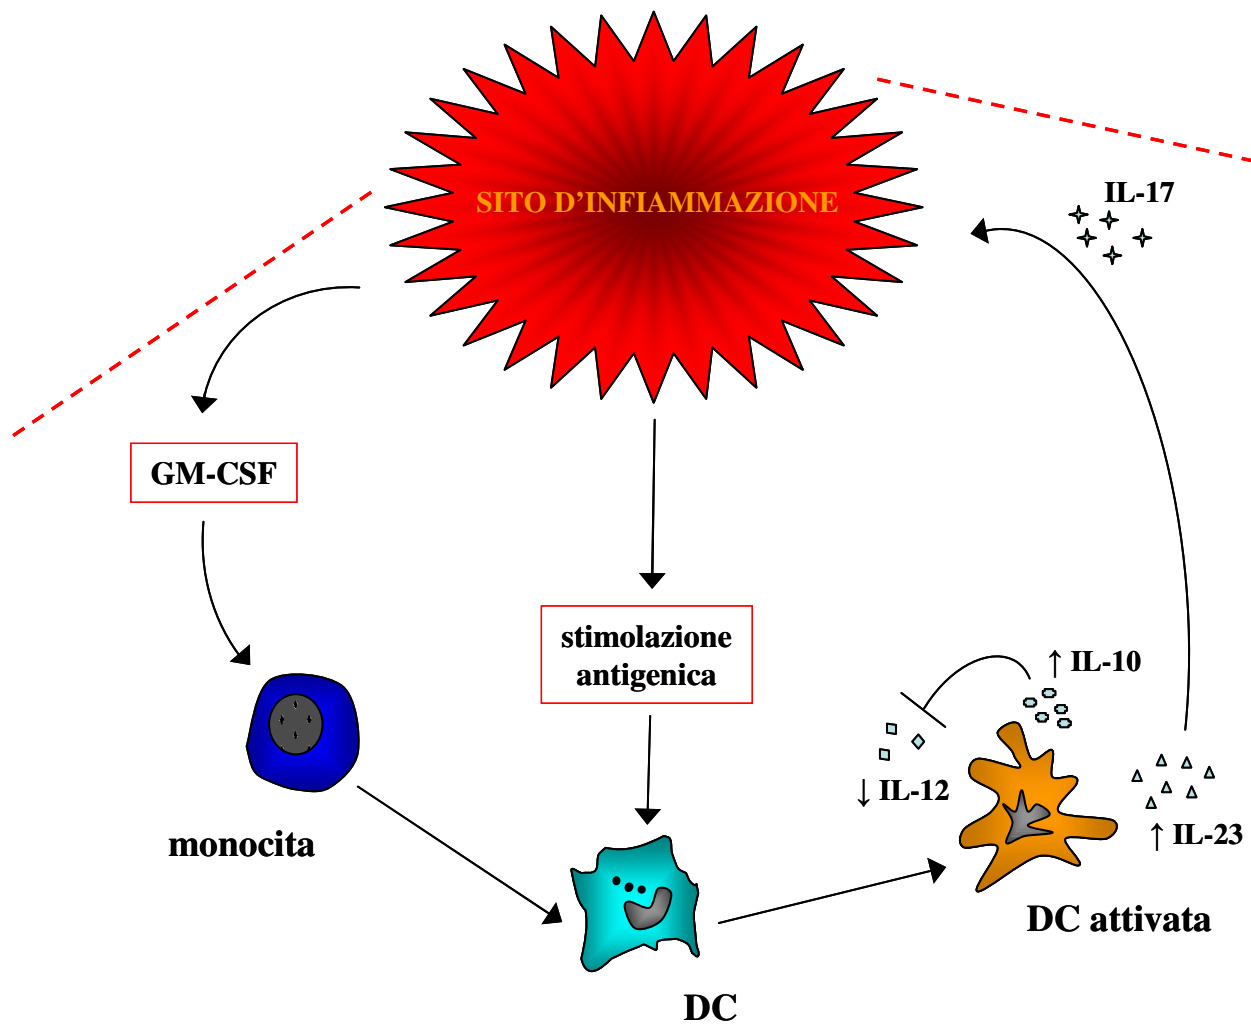 SITO D'INFIAMMAZIONE
IL-17
GM-CSF
stimolazione
antigenica
↑ IL-10
↓ IL-12
↑ IL-23
monocita
DC attivata
DC